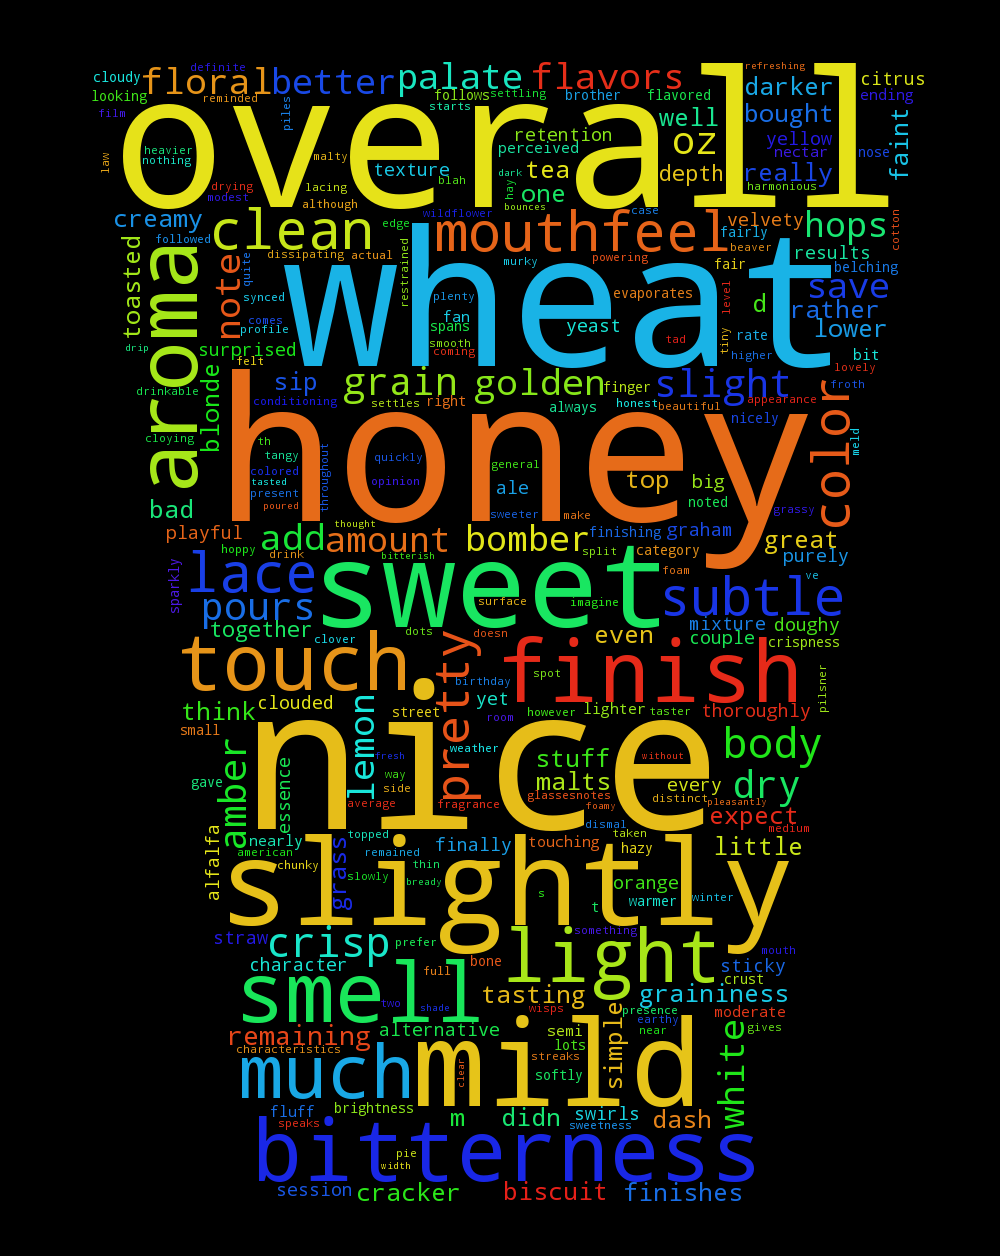 definite
refreshing
cloudy floral better palate flavors darker citrus
looking reminded piles follows settling brother flavored ending
film starts well bought faint
overall
law heavier nothing malty texture retention perceived oz yellow nectar nose
drying modest lacing although blah dark hay tea one depth really harmonious
bounces
creamy clean edge wildflower mouthfeel case velvety hops cotton
followed quite dissipating actual restrained murky powering fairly beaver fair results belching
toasted aroma note wheat save
synced plenty evaporates level d rather
comes profile fan spans yeast tad tiny rate lower
drip surprised felt smooth coming higher bit lovely
drinkable blonde sip grain golden finger slight froth
conditioning settles right always honest beautiful appearance nicely color meld
cloying th honey
tangy colored tasted present poured throughout quickly opinion general ale top big noted
bad sweeter make grassy
playful hoppy add drink thought amount bitterish bomber split finishing graham category great purely
sparkly lace sweet foam ve
pours surface imagine subtle
together clover dots doesn even mixture couple doughy crispness
touch pretty birthday finish spot pilsner
think clouded lemon street yet room however lighter taster thoroughly
small nice weather stuff body
amber gave essence fresh way side malts without every dry
average fragrance glassesnotes foamy distinct pleasantly expect
alfalfa nearly topped dismal taken medium
american grass remained finally touching hazy little
chunky slowly thin bready slightly orange
s t warmer winter
straw crisp prefer light something mouth
character full bone sticky crust
smell two shade tasting wisps graininess presence moderate
remaining alternative semi simple earthy near gives
characteristics lots streaks white
much clear mild softly
fluff brightness m didn swirls sweetness dash
speaks bitterness
pie width
session cracker biscuit finishes